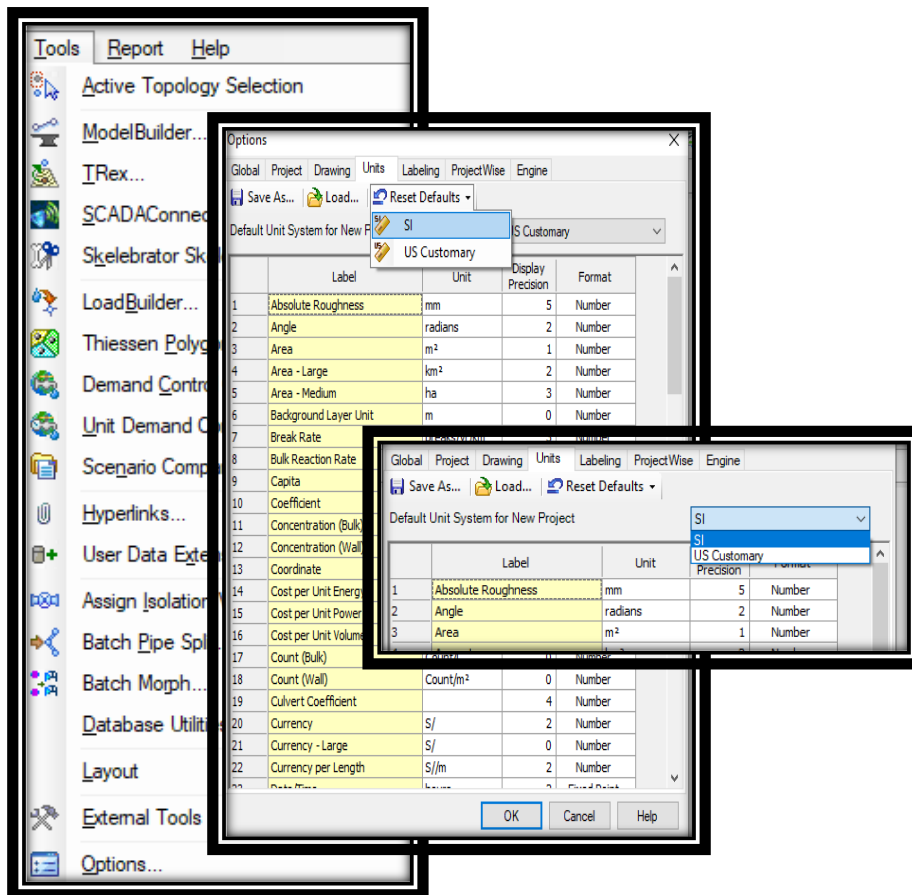 Tools Report Help
Active Topology Selection
ModelBuilder...
TRex...
SCADAConnec
Skelebrator Sk
LoadBuilder...
Thiessen Polyg
Demand Contro
Unit Demand C
Scenario Compa
Hyperlinks...
User Data Exten
Assign Isolation V
Batch Pipe Spl
Batch Morph...
Database Utilitie
Layout
External Tools
Options...
Options X
Global Project Drawing Units Labeling ProjectWise Engine
Save As... Load... Reset Defaults
SI
US Customary
Default Unit System for New P US Customary
Label Unit Display Precision Format
1 Absolute Roughness mm 5 Number
2 Angle radians 2 Number
3 Area m² 1 Number
4 Area - Large km² 2 Number
5 Area - Medium ha 3 Number
6 Background Layer Unit m 0 Number
7 Break Rate
8 Bulk Reaction Rate
9 Capita
10 Coefficient
11 Concentration (Bulk)
12 Concentration (Wall
13 Coordinate
14 Cost per Unit Energy
15 Cost per Unit Power
16 Cost per Unit Volume
17 Count (Bulk) Count/L 0 Number
18 Count (Wall) Count/m² 0 Number
19 Culvert Coefficient 4 Number
20 Currency S/ 2 Number
21 Currency - Large S/ 0 Number
22 Currency per Length S//m 2 Number
OK Cancel Help
Global Project Drawing Units Labeling ProjectWise Engine
Save As... Load... Reset Defaults
Default Unit System for New Project SI
SI
US Customary
Label Unit Precision Format
1 Absolute Roughness mm 5 Number
2 Angle radians 2 Number
3 Area m² 1 Number